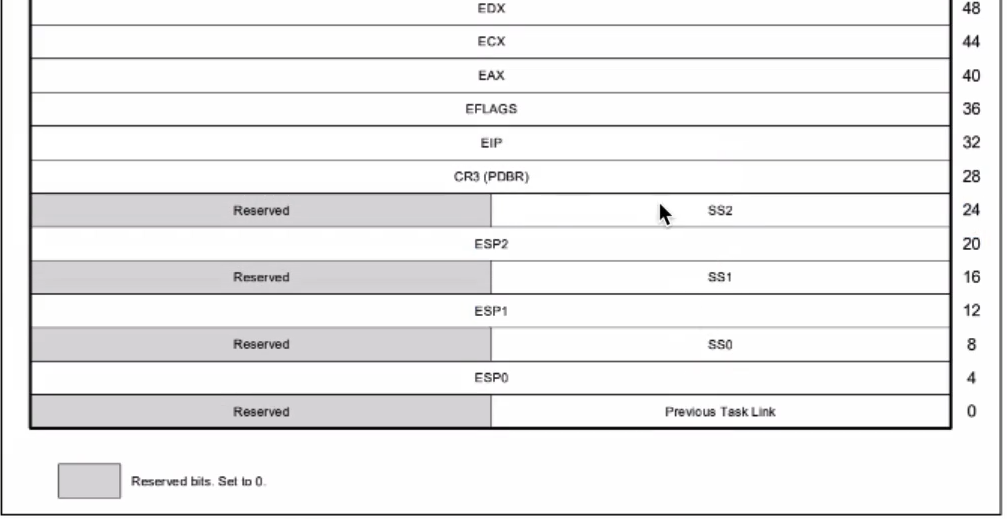 EDX 48
ECX 44
EAX 40
EFLAGS 36
EIP 32
CR3 (PDBR) 28
Reserved SS2 24
ESP2 20
Reserved SS1 16
ESP1 12
Reserved SS0 8
ESP0 4
Reserved Previous Task Link 0
Reserved bits. Set to 0.